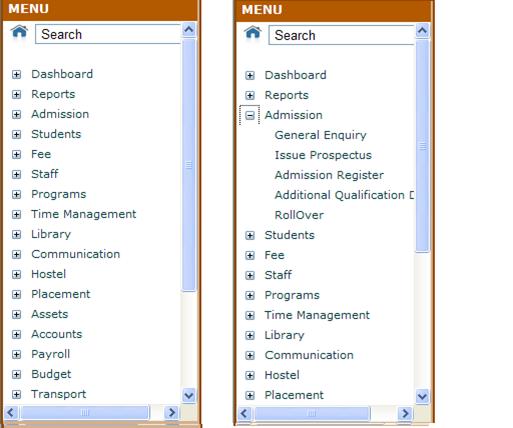 MENU
Search
Dashboard
Reports
Admission
Students
Fee
Staff
Programs
Time Management
Library
Communication
Hostel
Placement
Assets
Accounts
Payroll
Budget
Transport
MENU
Search
Dashboard
Reports
Admission
General Enquiry
Issue Prospectus
Admission Register
Additional Qualification
RollOver
Students
Fee
Staff
Programs
Time Management
Library
Communication
Hostel
Placement